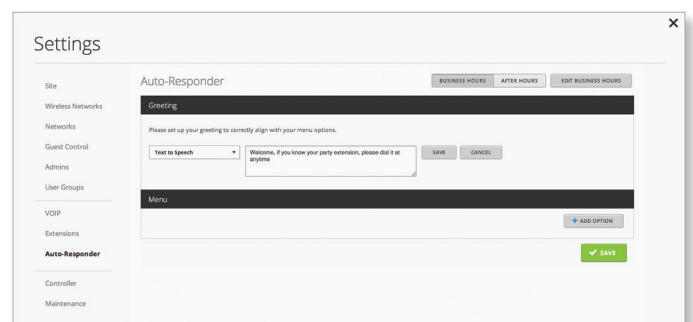 Settings
Site
Wireless Networks
Networks
Guest Control
Admins
User Groups
VOIP
Extensions
Auto-Responder
Controller
Maintenance
Auto-Responder
BUSINESS HOURS AFTER HOURS EDIT BUSINESS HOURS
Greeting
Please set up your greeting to correctly align with your menu options.
Text to Speech
Welcome, if you know your party extension, please dial it at
anytime
SAVE CANCEL
Menu
+ ADD OPTION
SAVE